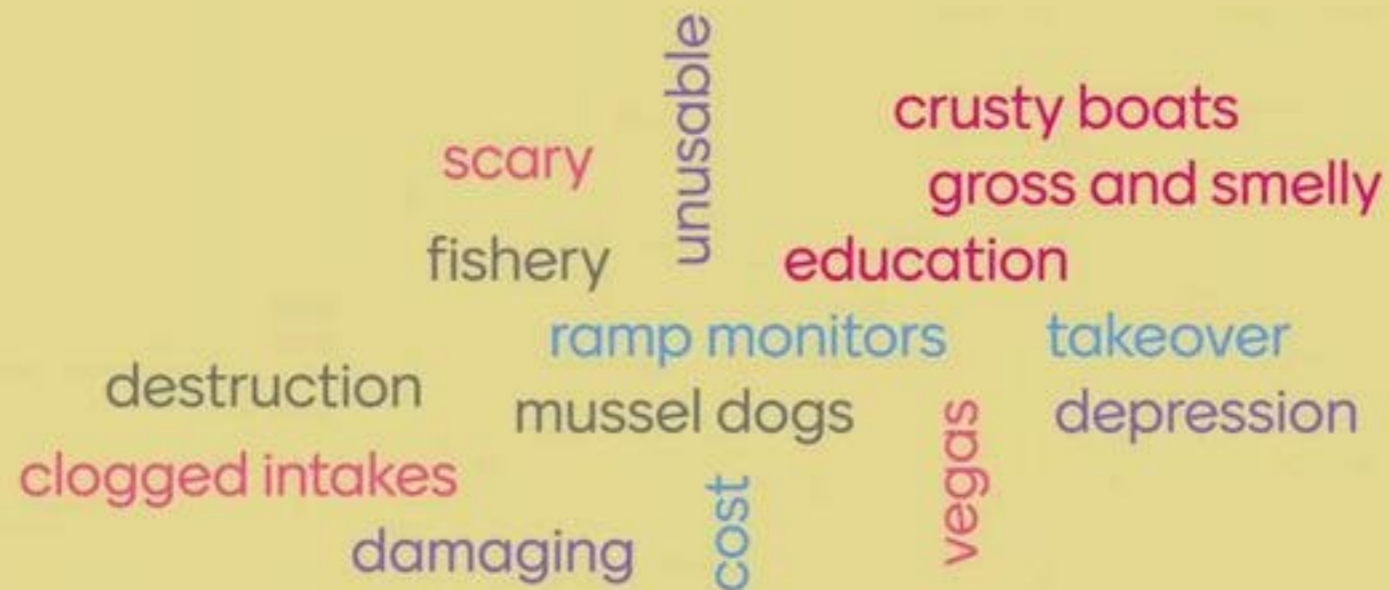 unusable
crusty boats
scary
gross and smelly
fishery
education
ramp monitors
takeover
destruction
mussel dogs
depression
vegas
clogged intakes
cost
damaging